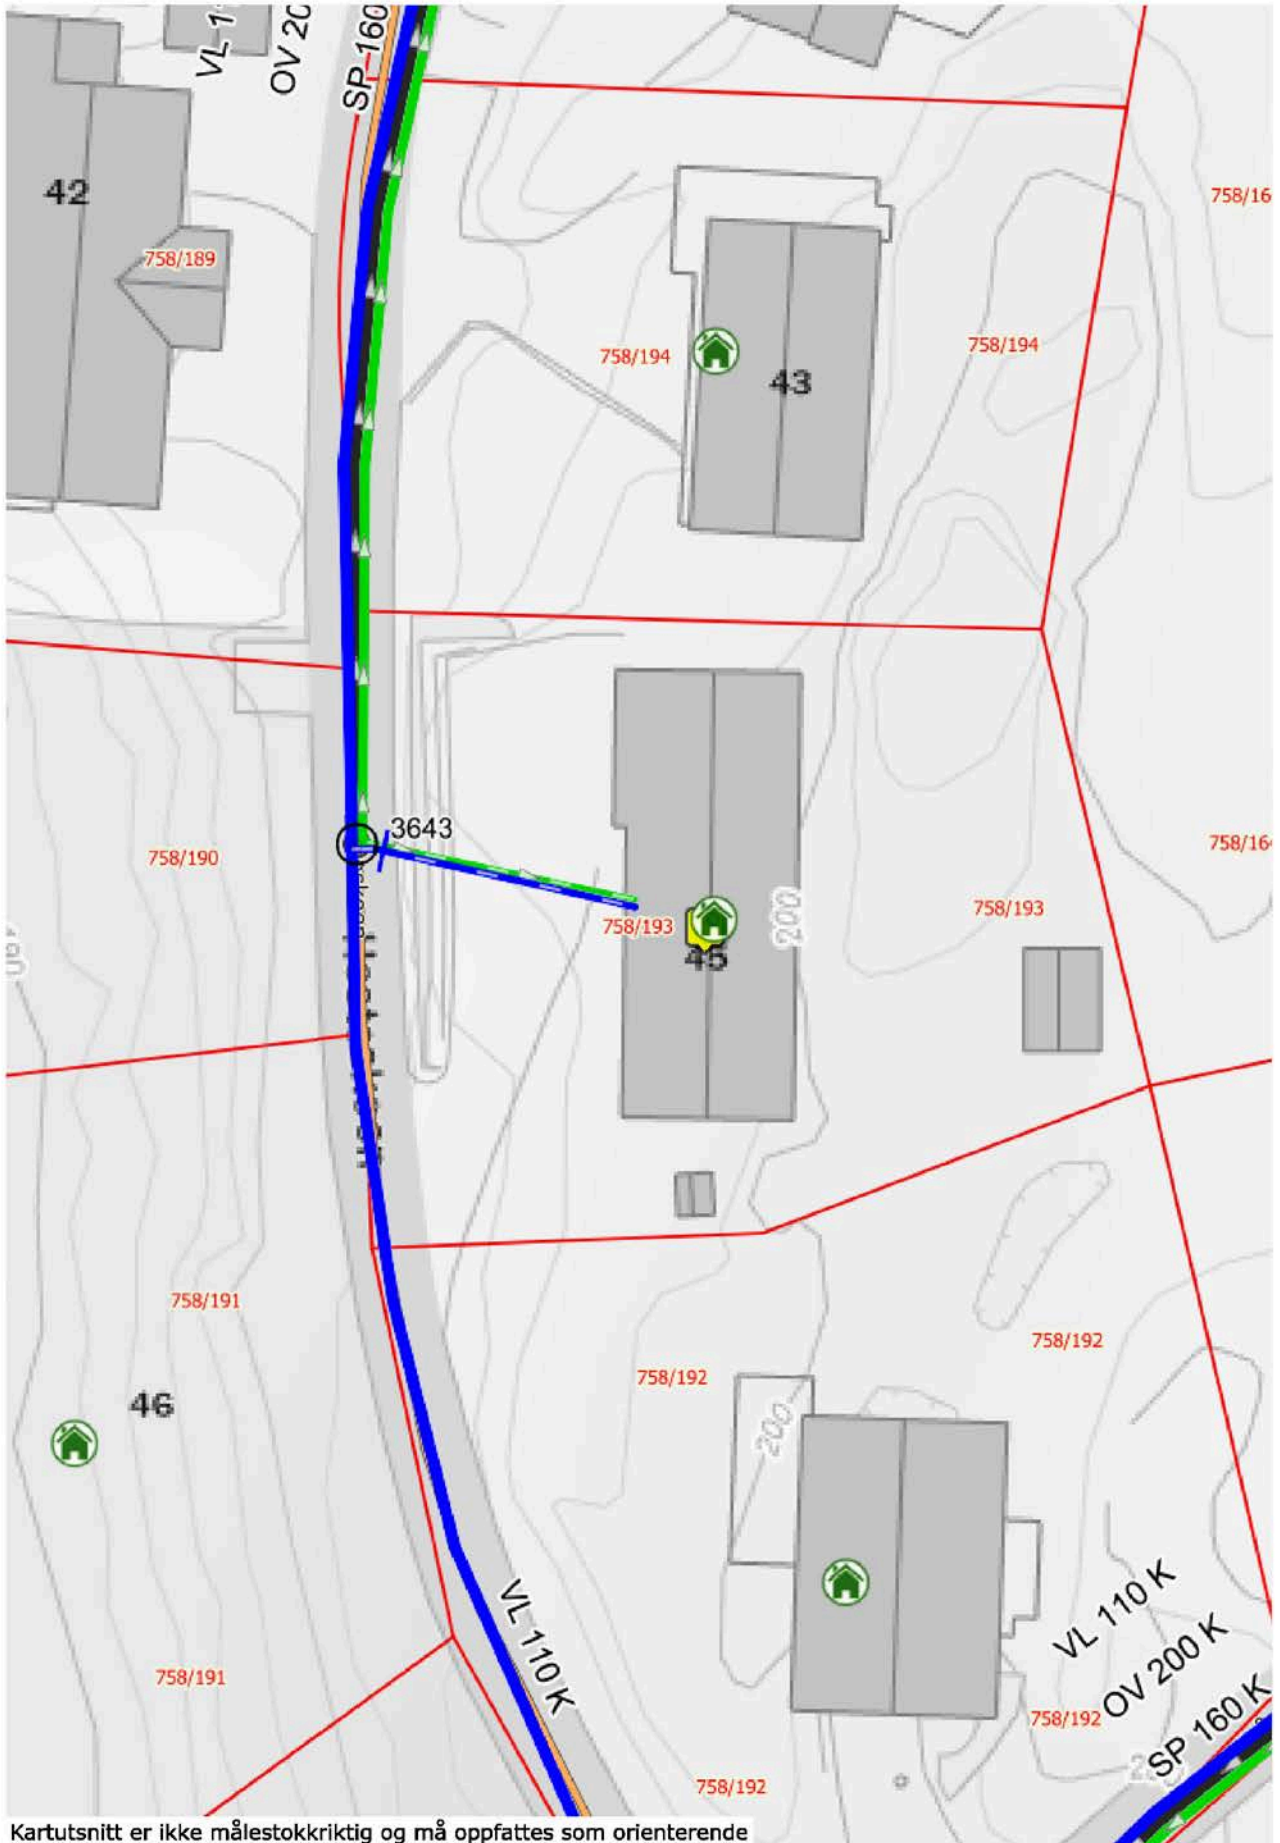 VL 1
OV 20
SP 160
42
758/189
758/16
758/194
758/194
43
3643
758/190
758/164
758/193
200
758/193
45
190
758/191
758/192
758/192
46
200
VL 110 K
VL 110 K
OV 200 K
SP 160 K
758/191
758/192
758/192
Kartutsnitt er ikke målestokkriktig og må oppfattes som orienterende